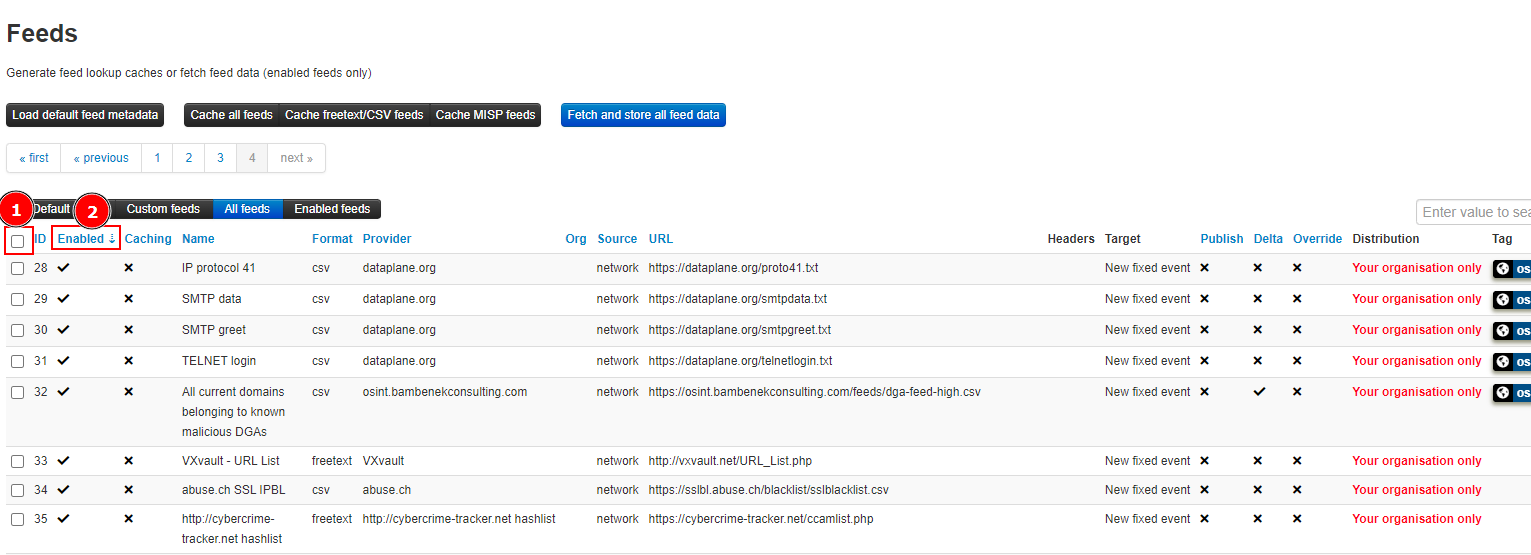 Feeds
Generate feed lookup caches or fetch feed data (enabled feeds only)
Load default feed metadata Cache all feeds Cache freetext/CSV feeds Cache MISP feeds Fetch and store all feed data
« first « previous 1 2 3 4 next »
1 Default 2 Custom feeds All feeds Enabled feeds Enter value to sea
ID Enabled ↓ Caching Name Format Provider Org Source URL Headers Target Publish Delta Override Distribution Tag
28 ✓ ✗ IP protocol 41 csv dataplane.org network https://dataplane.org/proto41.txt New fixed event ✗ ✗ ✗ Your organisation only os
29 ✓ ✗ SMTP data csv dataplane.org network https://dataplane.org/smtpdata.txt New fixed event ✗ ✗ ✗ Your organisation only os
30 ✓ ✗ SMTP greet csv dataplane.org network https://dataplane.org/smtpgreet.txt New fixed event ✗ ✗ ✗ Your organisation only os
31 ✓ ✗ TELNET login csv dataplane.org network https://dataplane.org/telnetlogin.txt New fixed event ✗ ✗ ✗ Your organisation only os
32 ✓ ✗ All current domains csv osint.bambenekconsulting.com network https://osint.bambenekconsulting.com/feeds/dga-feed-high.csv New fixed event ✗ ✓ ✗ Your organisation only os
belonging to known
malicious DGAs
33 ✓ ✗ VXvault - URL List freetext VXvault network http://vxvault.net/URL_List.php New fixed event ✗ ✗ ✗ Your organisation only
34 ✓ ✗ abuse.ch SSL IPBL csv abuse.ch network https://sslbl.abuse.ch/blacklist/sslblacklist.csv New fixed event ✗ ✗ ✗ Your organisation only
35 ✓ ✗ http://cybercrime- freetext http://cybercrime-tracker.net hashlist network https://cybercrime-tracker.net/ccamlist.php New fixed event ✗ ✗ ✗ Your organisation only
tracker.net hashlist